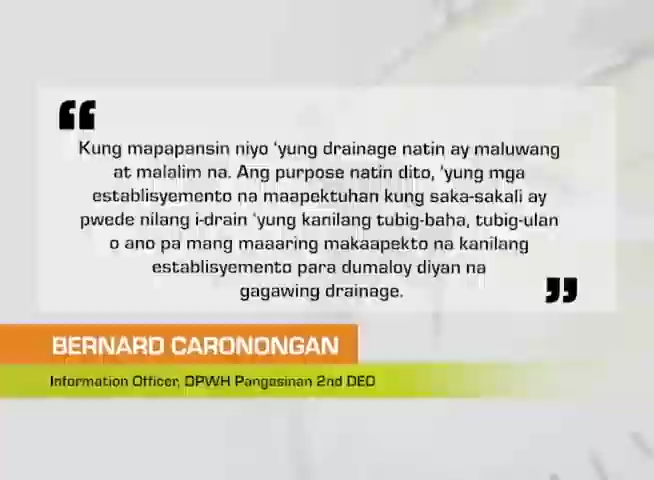 “
Kung mapapansin niyo 'yung drainage natin ay maluwang
at malalim na. Ang purpose natin dito, 'yung mga
establisyemento na maapektuhan kung saka-sakali ay
pwede nilang i-drain 'yung kanilang tubig-baha, tubig-ulan
o ano pa mang maaaring makaapekto na kanilang
establisyemento para dumaloy diyan na
gagawing drainage.
”
BERNARD CARONONGAN
Information Officer, DPWH Pangasinan 2nd DEO